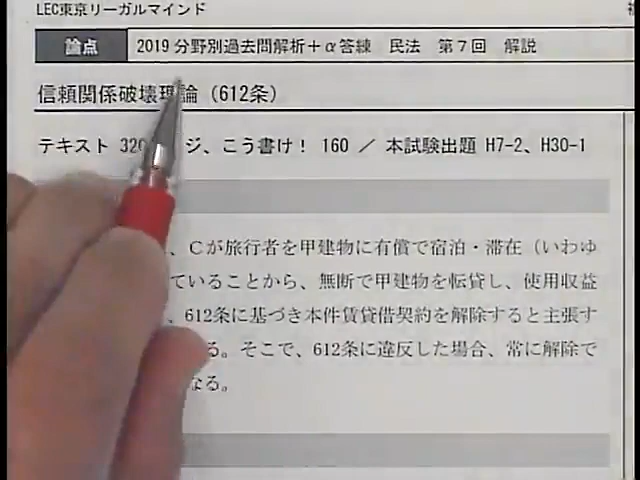 LEC東京リーガルマインド
論点 2019 分野別過去問解析+α答練 民法 第7回 解説
信頼関係破壊理論(612条)
テキスト 32 ジ、こう書け! 160 / 本試験出題 H7-2、H30-1
、Cが旅行者を甲建物に有償で宿泊・滞在(いわゆ
ていることから、無断で甲建物を転貸し、使用収益
、612条に基づき本件賃貸借契約を解除すると主張す
る。そこで、612条に違反した場合、常に解除で
なる。